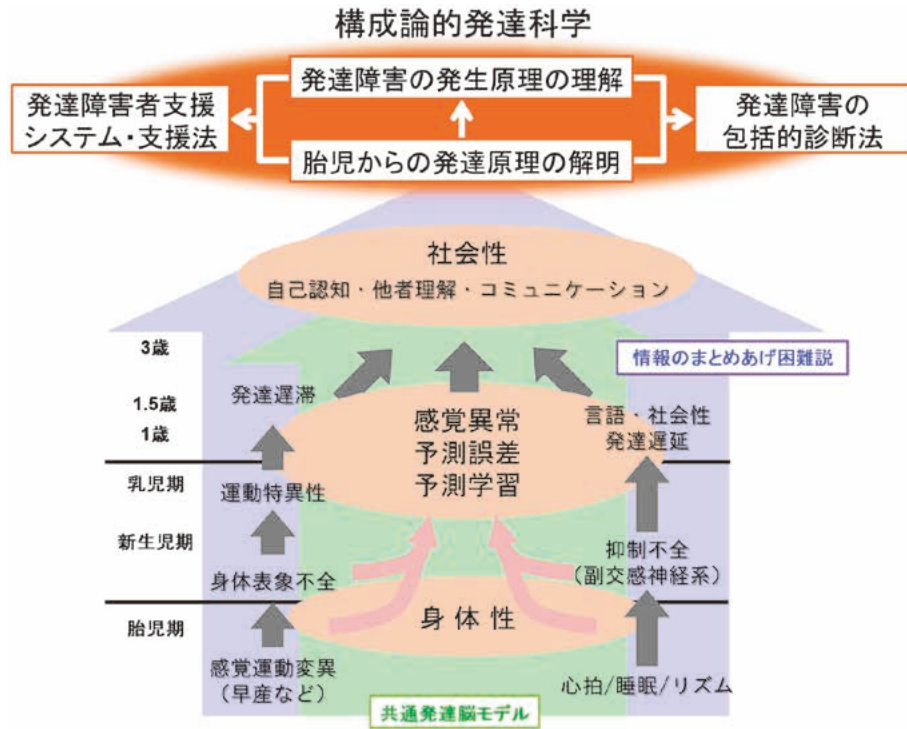 構成論的発達科学
発達障害の発生原理の理解
発達障害者支援
システム・支援法
発達障害の
包括的診断法
胎児からの発達原理の解明
社会性
自己認知・他者理解・コミュニケーション
3歳
情報のまとめあげ困難説
発達遅滞
1.5歳
1歳
感覚異常
予測誤差
予測学習
言語・社会性
発達遅延
乳児期
運動特異性
新生児期
抑制不全
（副交感神経系）
身体表象不全
身体性
胎児期
感覚運動変異
（早産など）
心拍/睡眠/リズム
共通発達脳モデル